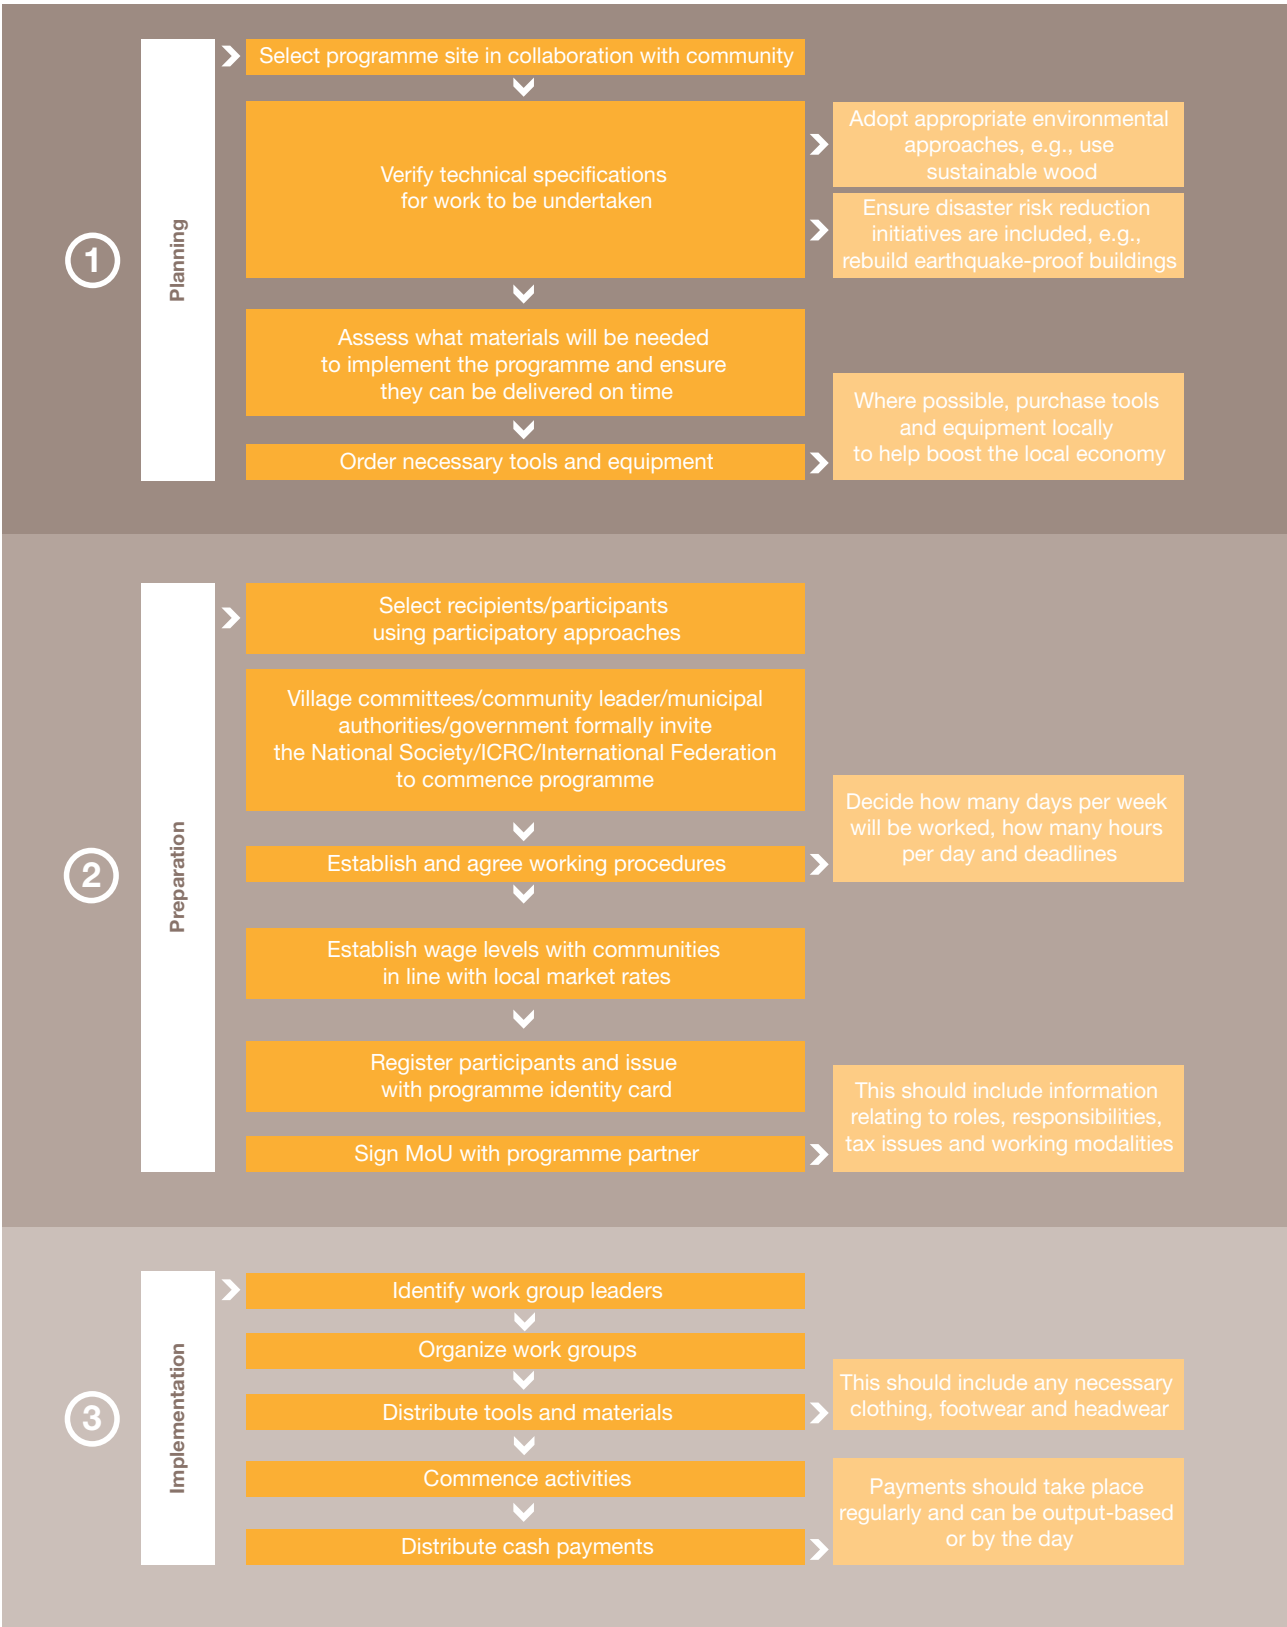 1
Planning
Select programme site in collaboration with community
Verify technical specifications
for work to be undertaken
Adopt appropriate environmental
approaches, e.g., use
sustainable wood
Ensure disaster risk reduction
initiatives are included, e.g.,
rebuild earthquake-proof buildings
Assess what materials will be needed
to implement the programme and ensure
they can be delivered on time
Order necessary tools and equipment
Where possible, purchase tools
and equipment locally
to help boost the local economy
2
Preparation
Select recipients/participants
using participatory approaches
Village committees/community leader/municipal
authorities/government formally invite
the National Society/ICRC/International Federation
to commence programme
Establish and agree working procedures
Decide how many days per week
will be worked, how many hours
per day and deadlines
Establish wage levels with communities
in line with local market rates
Register participants and issue
with programme identity card
Sign MoU with programme partner
This should include information
relating to roles, responsibilities,
tax issues and working modalities
3
Implementation
Identify work group leaders
Organize work groups
Distribute tools and materials
This should include any necessary
clothing, footwear and headwear
Commence activities
Distribute cash payments
Payments should take place
regularly and can be output-based
or by the day